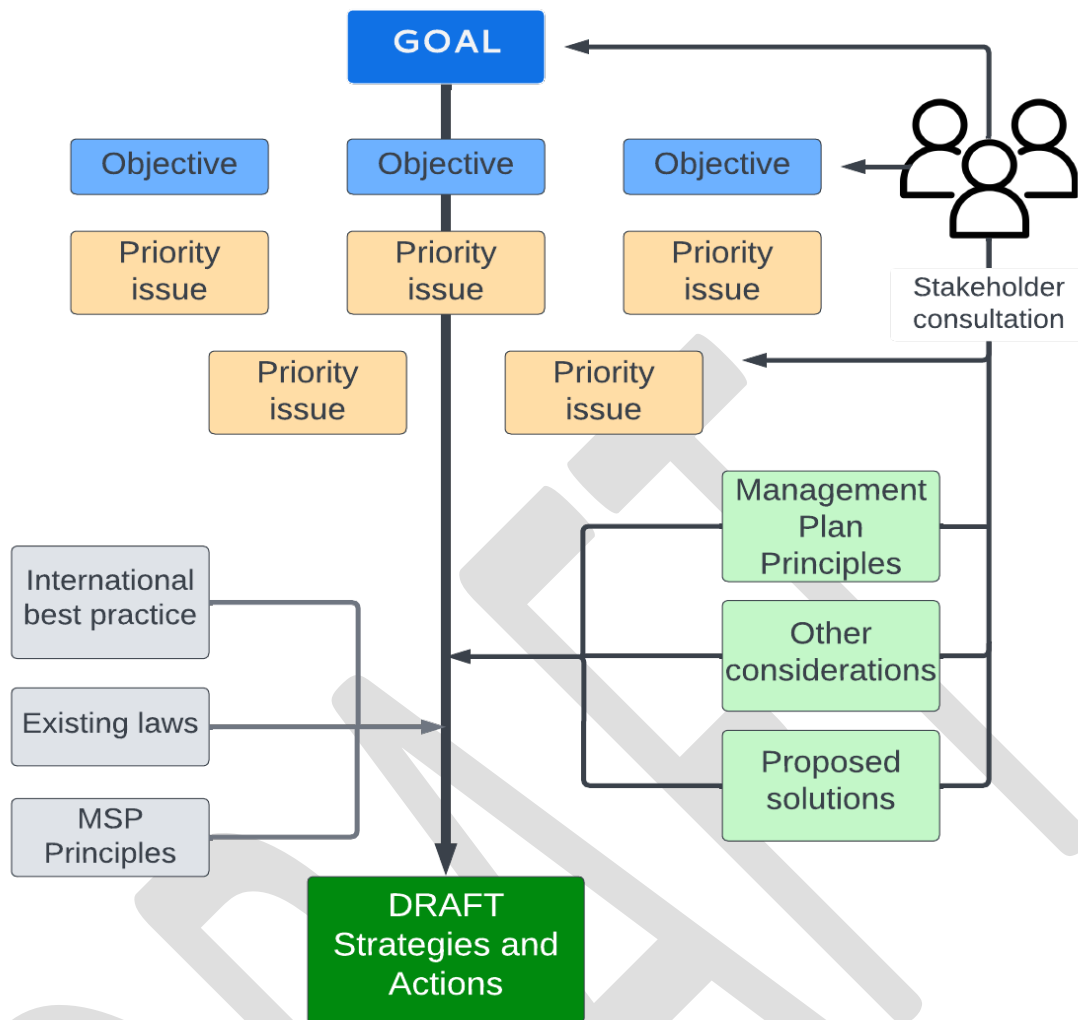 GOAL
Objective
Objective
Objective
Priority
issue
Priority
issue
Priority
issue
Stakeholder
consultation
Priority
issue
Priority
issue
Management
Plan
Principles
International
best practice
Other
considerations
Existing laws
Proposed
solutions
MSP
Principles
DRAFT
Strategies and
Actions
DRAFT